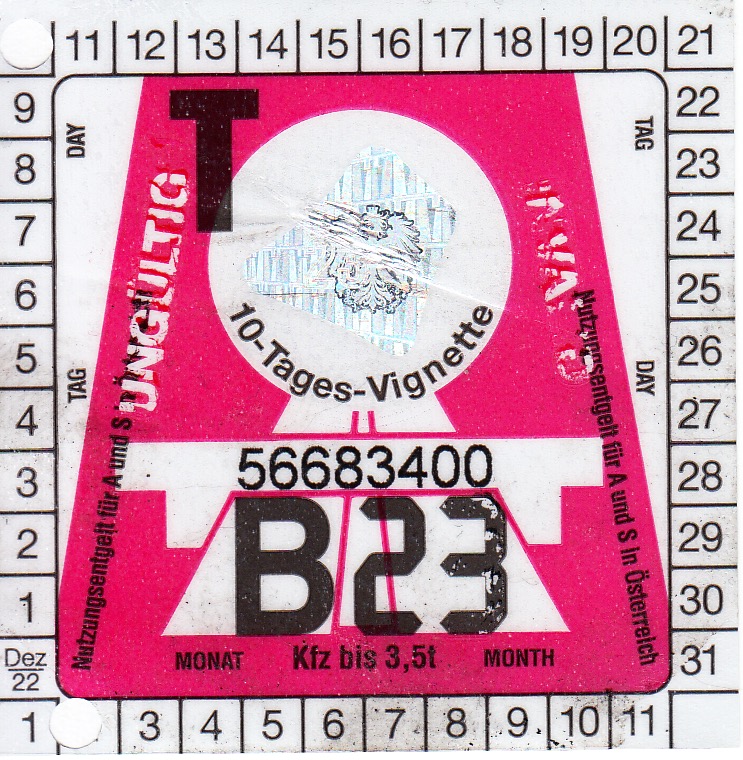 11 12 13 14 15 16 17 18 19 20 21
9
8
7
6
5
4
3
2
1
Dez
22
DAY
TAG
T
UNGÜLTIG
10-Tages-Vignette
Nutzungsentgelt für A und S in
TAG
DAY
Nutzungsentgelt für A und S in Österreich
56683400
B23
MONAT Kfz bis 3,5t MONTH
22
23
24
25
26
27
28
29
30
31
1 3 4 5 6 7 8 9 10 11